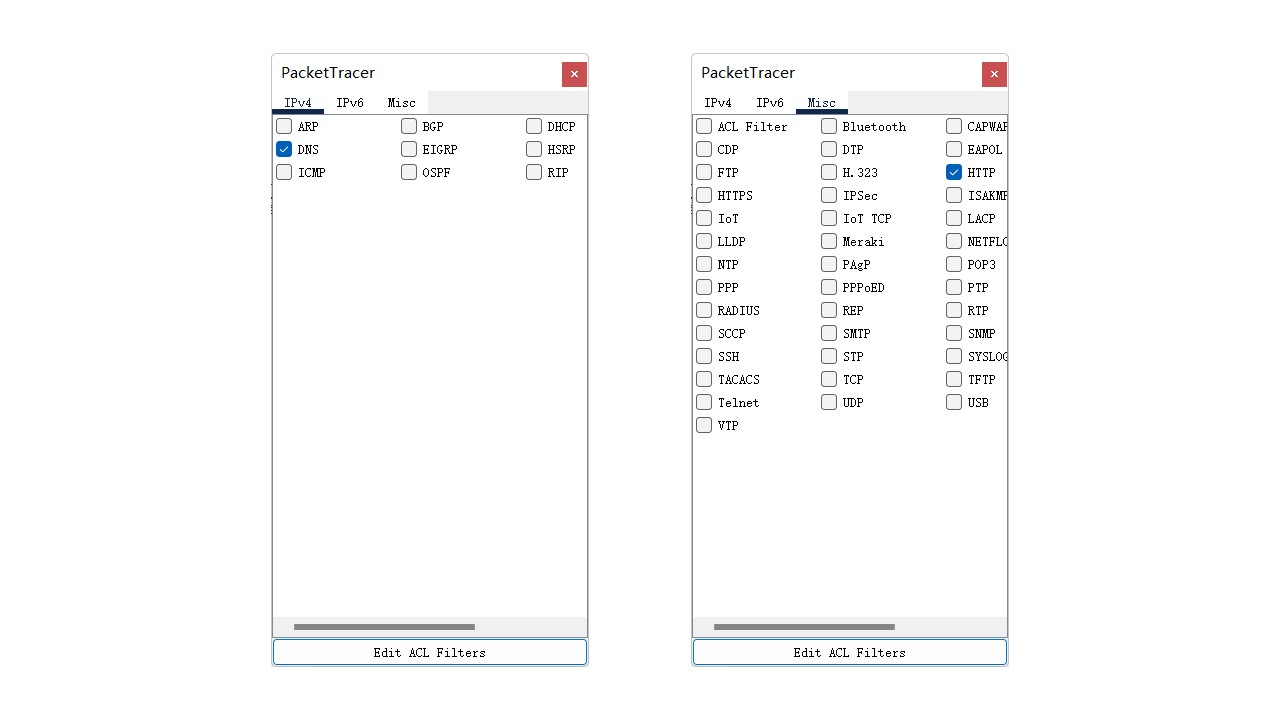 PacketTracer
IPv4 IPv6 Misc
ARP BGP DHCP
DNS EIGRP HSRP
ICMP OSPF RIP
Edit ACL Filters
PacketTracer
IPv4 IPv6 Misc
ACL Filter Bluetooth CAPWAP
CDP DTP EAPOL
FTP H.323 HTTP
HTTPS IPSec ISAKMP
IoT IoT TCP LACP
LLDP Meraki NETFLO
NTP PAgP POP3
PPP PPPoED PTP
RADIUS REP RTP
SCCP SMTP SNMP
SSH STP SYSLOG
TACACS TCP TFTP
Telnet UDP USB
VTP
Edit ACL Filters